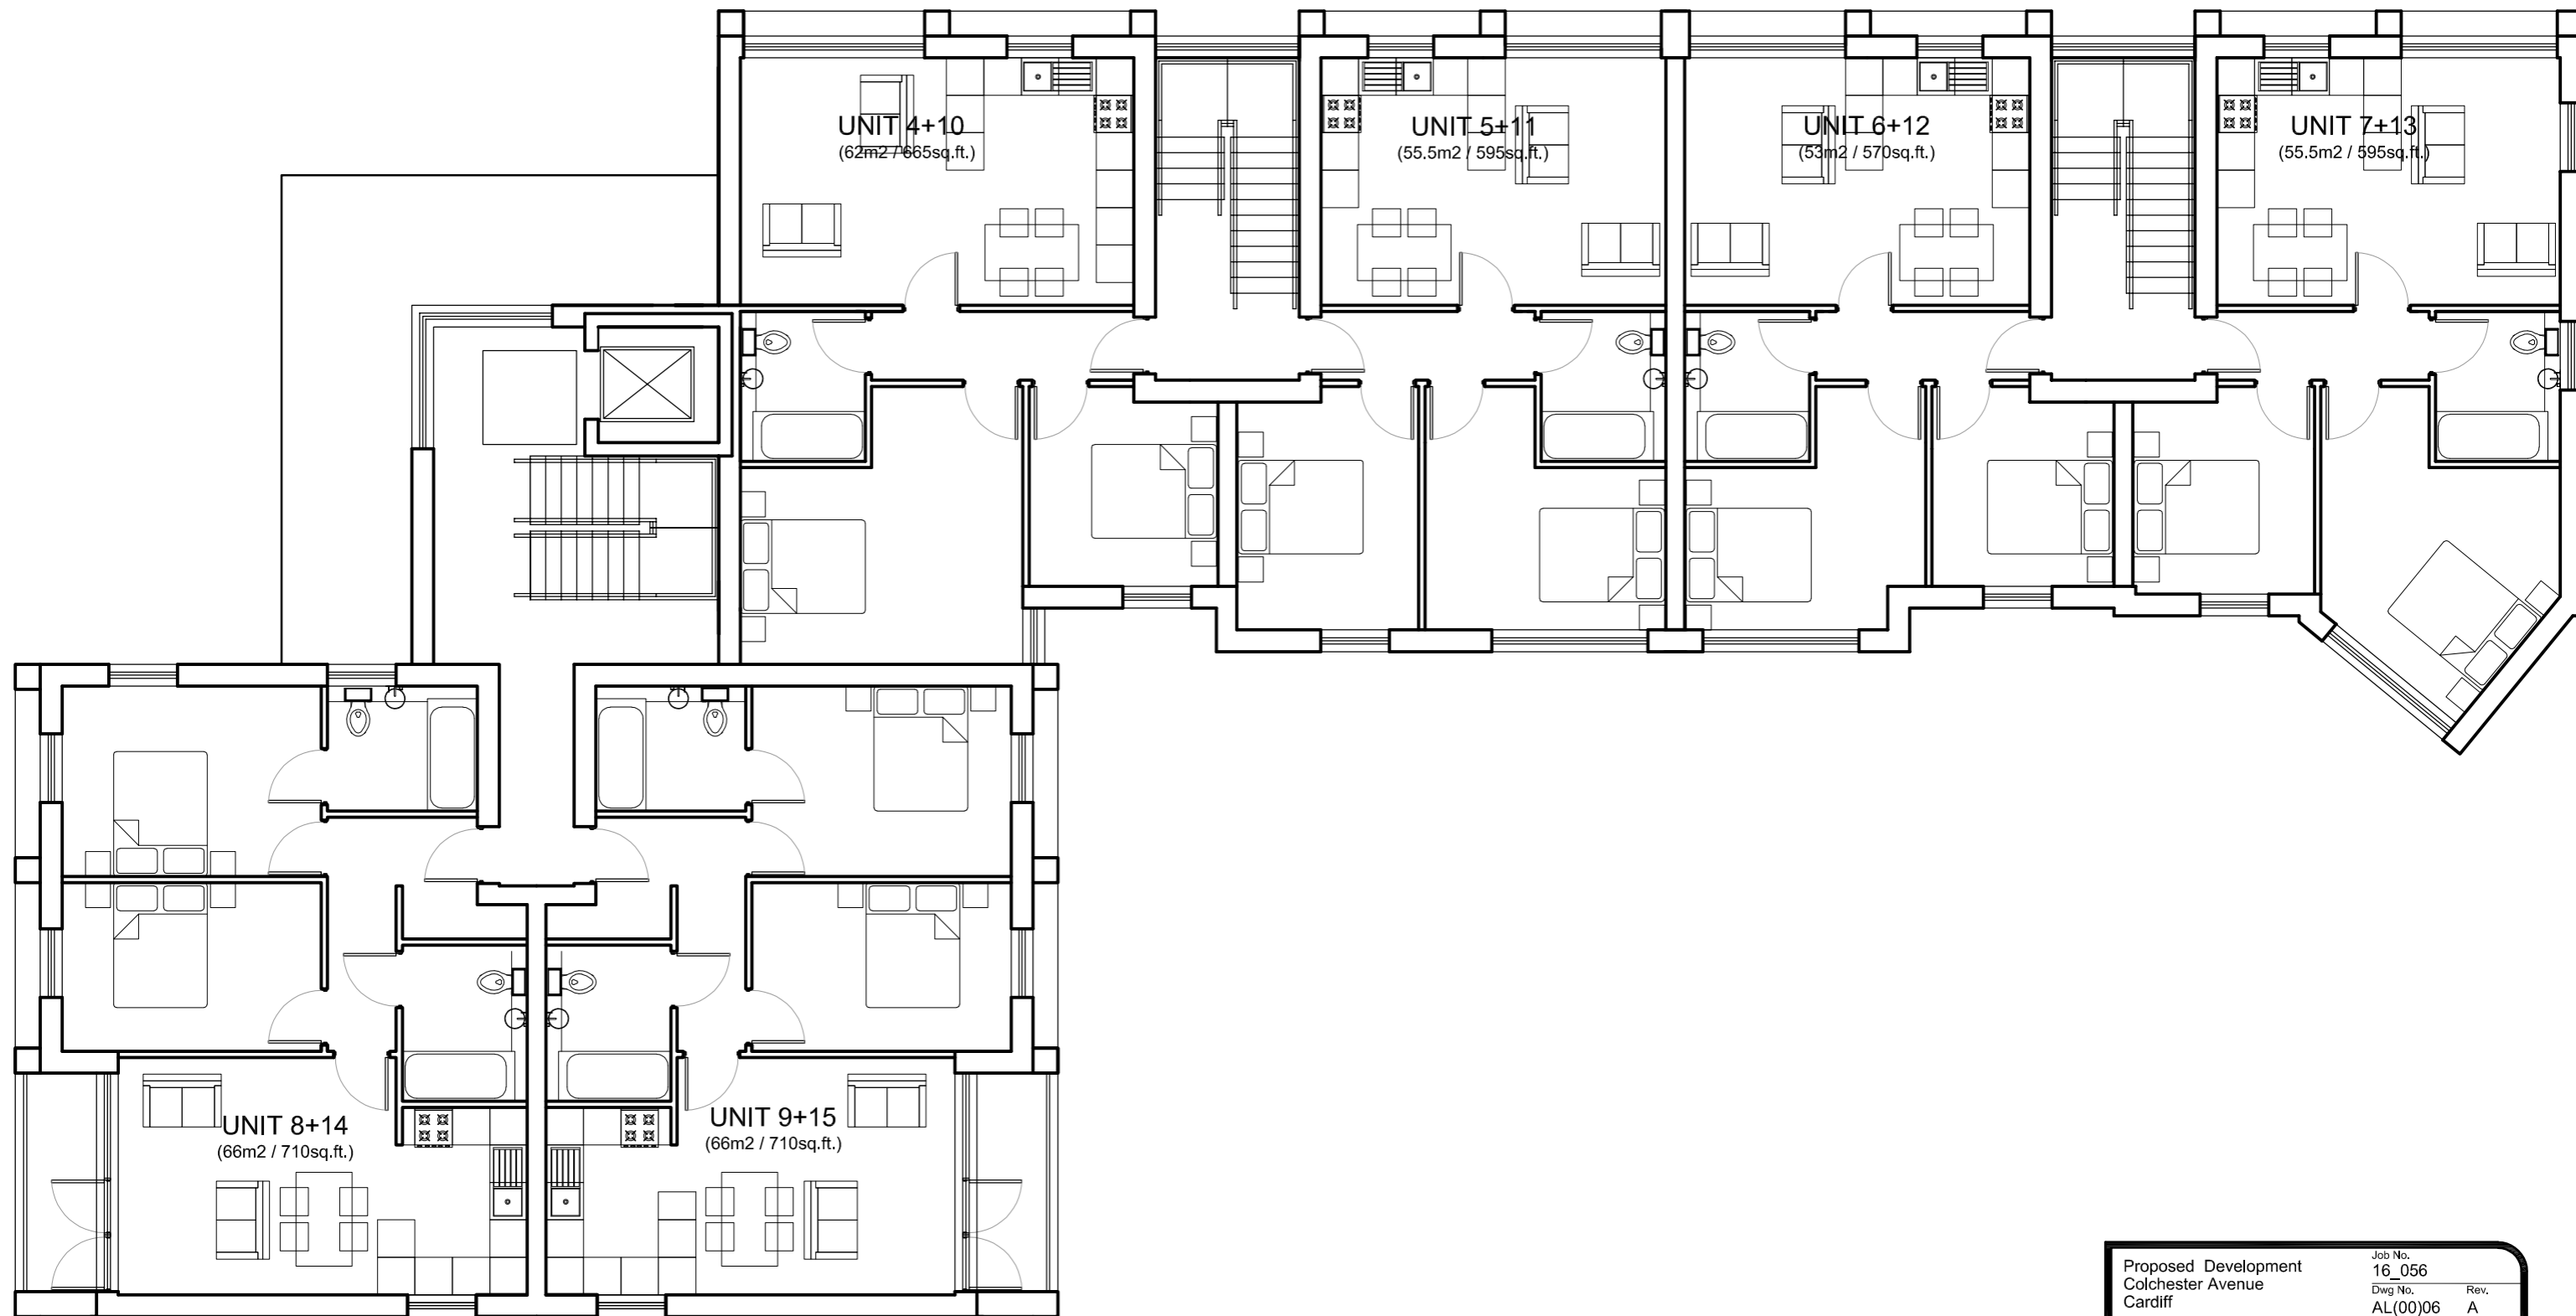 UNIT 4+10
(62m2 / 665sq.ft.)
UNIT 5+11
(55.5m2 / 595sq.ft.)
UNIT 6+12
(53m2 / 570sq.ft.)
UNIT 7+13
(55.5m2 / 595sq.ft.)
UNIT 8+14
(66m2 / 710sq.ft.)
UNIT 9+15
(66m2 / 710sq.ft.)
Proposed Development
Colchester Avenue
Cardiff
Job No.
16_056
Dwg No. Rev.
AL(00)06 A